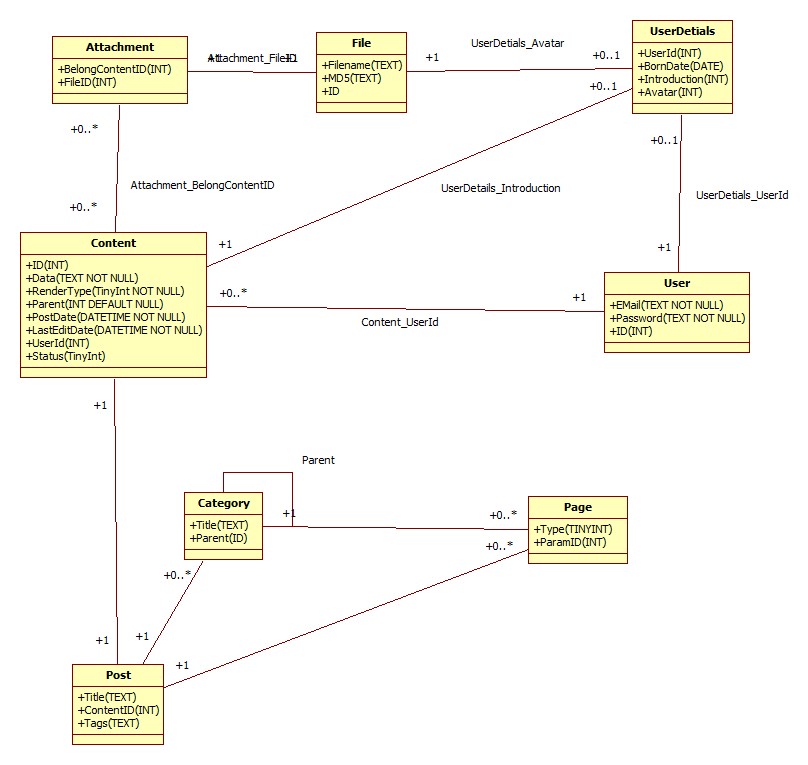 Attachment
+BelongContentID(INT)
+FileID(INT)
Attachment_FileID
+1
File
+Filename(TEXT)
+MD5(TEXT)
+ID
+1
UserDetials_Avatar
+0..1
UserDetials
+UserId(INT)
+BornDate(DATE)
+Introduction(INT)
+Avatar(INT)
+0..1
+0..*
Attachment_BelongContentID
+0..*
UserDetails_Introduction
+1
+0..1
UserDetials_UserId
+1
Content
+ID(INT)
+Data(TEXT NOT NULL)
+RenderType(TinyInt NOT NULL)
+Parent(INT DEFAULT NULL)
+PostDate(DATETIME NOT NULL)
+LastEditDate(DATETIME NOT NULL)
+UserId(INT)
+Status(TinyInt)
+0..*
Content_UserId
+1
User
+EMail(TEXT NOT NULL)
+Password(TEXT NOT NULL)
+ID(INT)
+1
Parent
Category
+Title(TEXT)
+Parent(ID)
+1
+0..*
+0..*
Page
+Type(TINYINT)
+ParamID(INT)
+0..*
+1
+1
+1
Post
+Title(TEXT)
+ContentID(INT)
+Tags(TEXT)